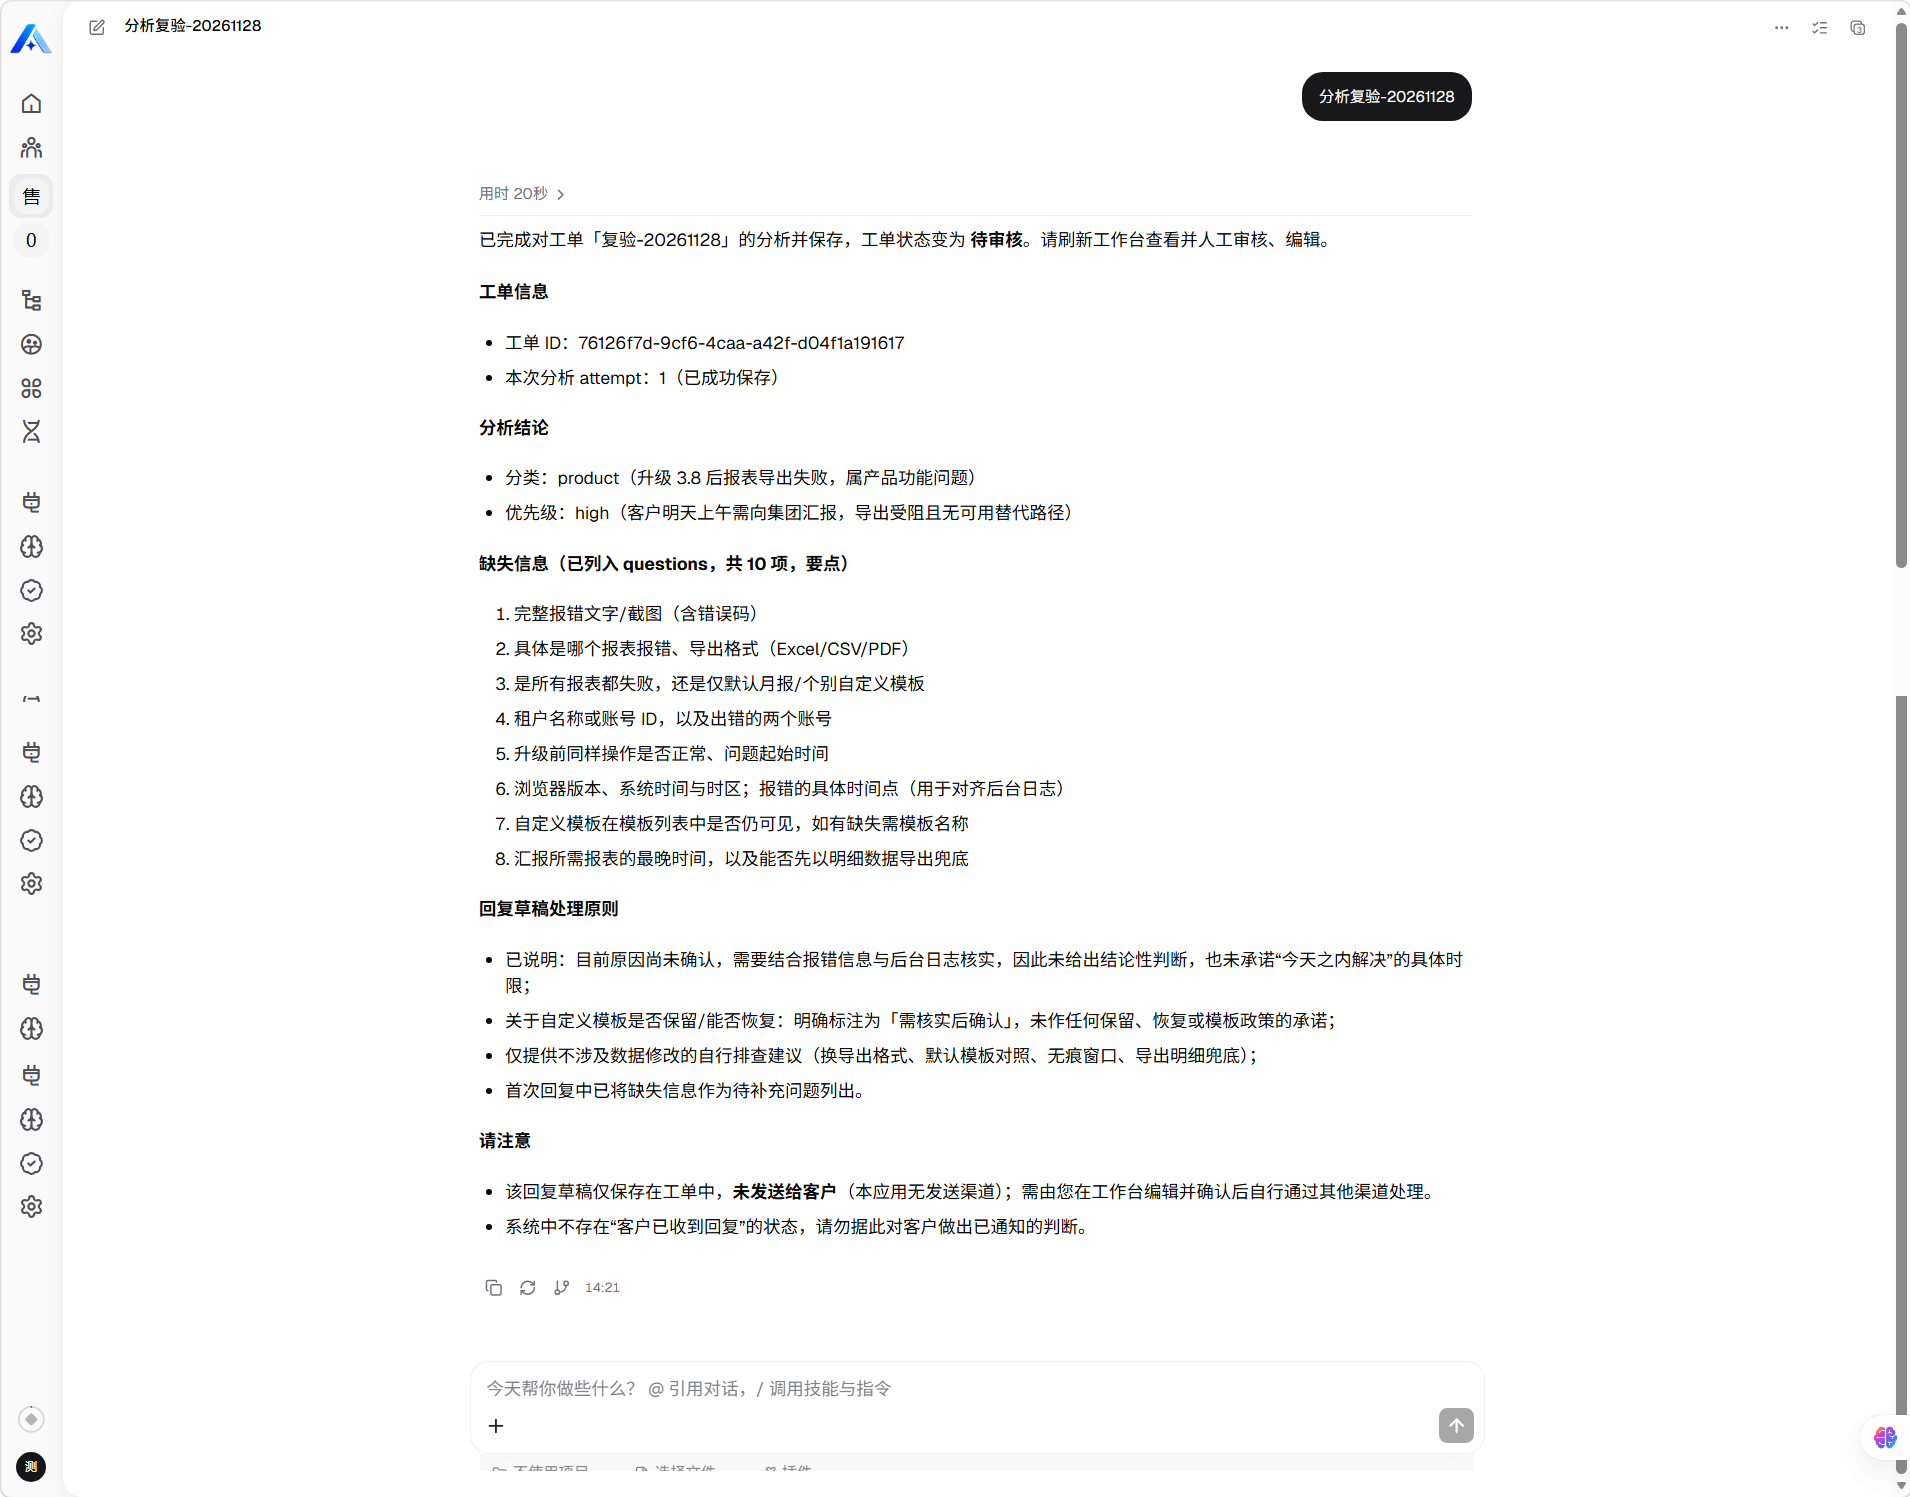 分析复验-20261128
分析复验-20261128
售
0
用时 20秒
已完成对工单「复验-20261128」的分析并保存，工单状态变为 待审核。请刷新工作台查看并人工审核、编辑。
工单信息
工单 ID：76126f7d-9cf6-4caa-a42f-d04f1a191617
本次分析 attempt：1（已成功保存）
分析结论
分类：product（升级 3.8 后报表导出失败，属产品功能问题）
优先级：high（客户明天上午需向集团汇报，导出受阻且无可用替代路径）
缺失信息（已列入 questions，共 10 项，要点）
1. 完整报错文字/截图（含错误码）
2. 具体是哪个报表报错、导出格式（Excel/CSV/PDF）
3. 是所有报表都失败，还是仅默认月报/个别自定义模板
4. 租户名称或账号 ID，以及出错的两个账号
5. 升级前同样操作是否正常、问题起始时间
6. 浏览器版本、系统时间与时区；报错的具体时间点（用于对齐后台日志）
7. 自定义模板在模板列表中是否仍可见，如有缺失需模板名称
8. 汇报所需报表的最晚时间，以及能否先以明细数据导出兜底
回复草稿处理原则
已说明：目前原因尚未确认，需要结合报错信息与后台日志核实，因此未给出结论性判断，也未承诺“今天之内解决”的具体时
限；
关于自定义模板是否保留/能否恢复：明确标注为「需核实后确认」，未作任何保留、恢复或模板政策的承诺；
仅提供不涉及数据修改的自行排查建议（换导出格式、默认模板对照、无痕窗口、导出明细兜底）；
首次回复中已将缺失信息作为待补充问题列出。
请注意
该回复草稿仅保存在工单中，未发送给客户（本应用无发送渠道）；需由您在工作台编辑并确认后自行通过其他渠道处理。
系统中不存在“客户已收到回复”的状态，请勿据此对客户做出已通知的判断。
14:21
今天帮你做些什么？ @ 引用对话，/ 调用技能与指令
不使用项目 选择文件 插件
测